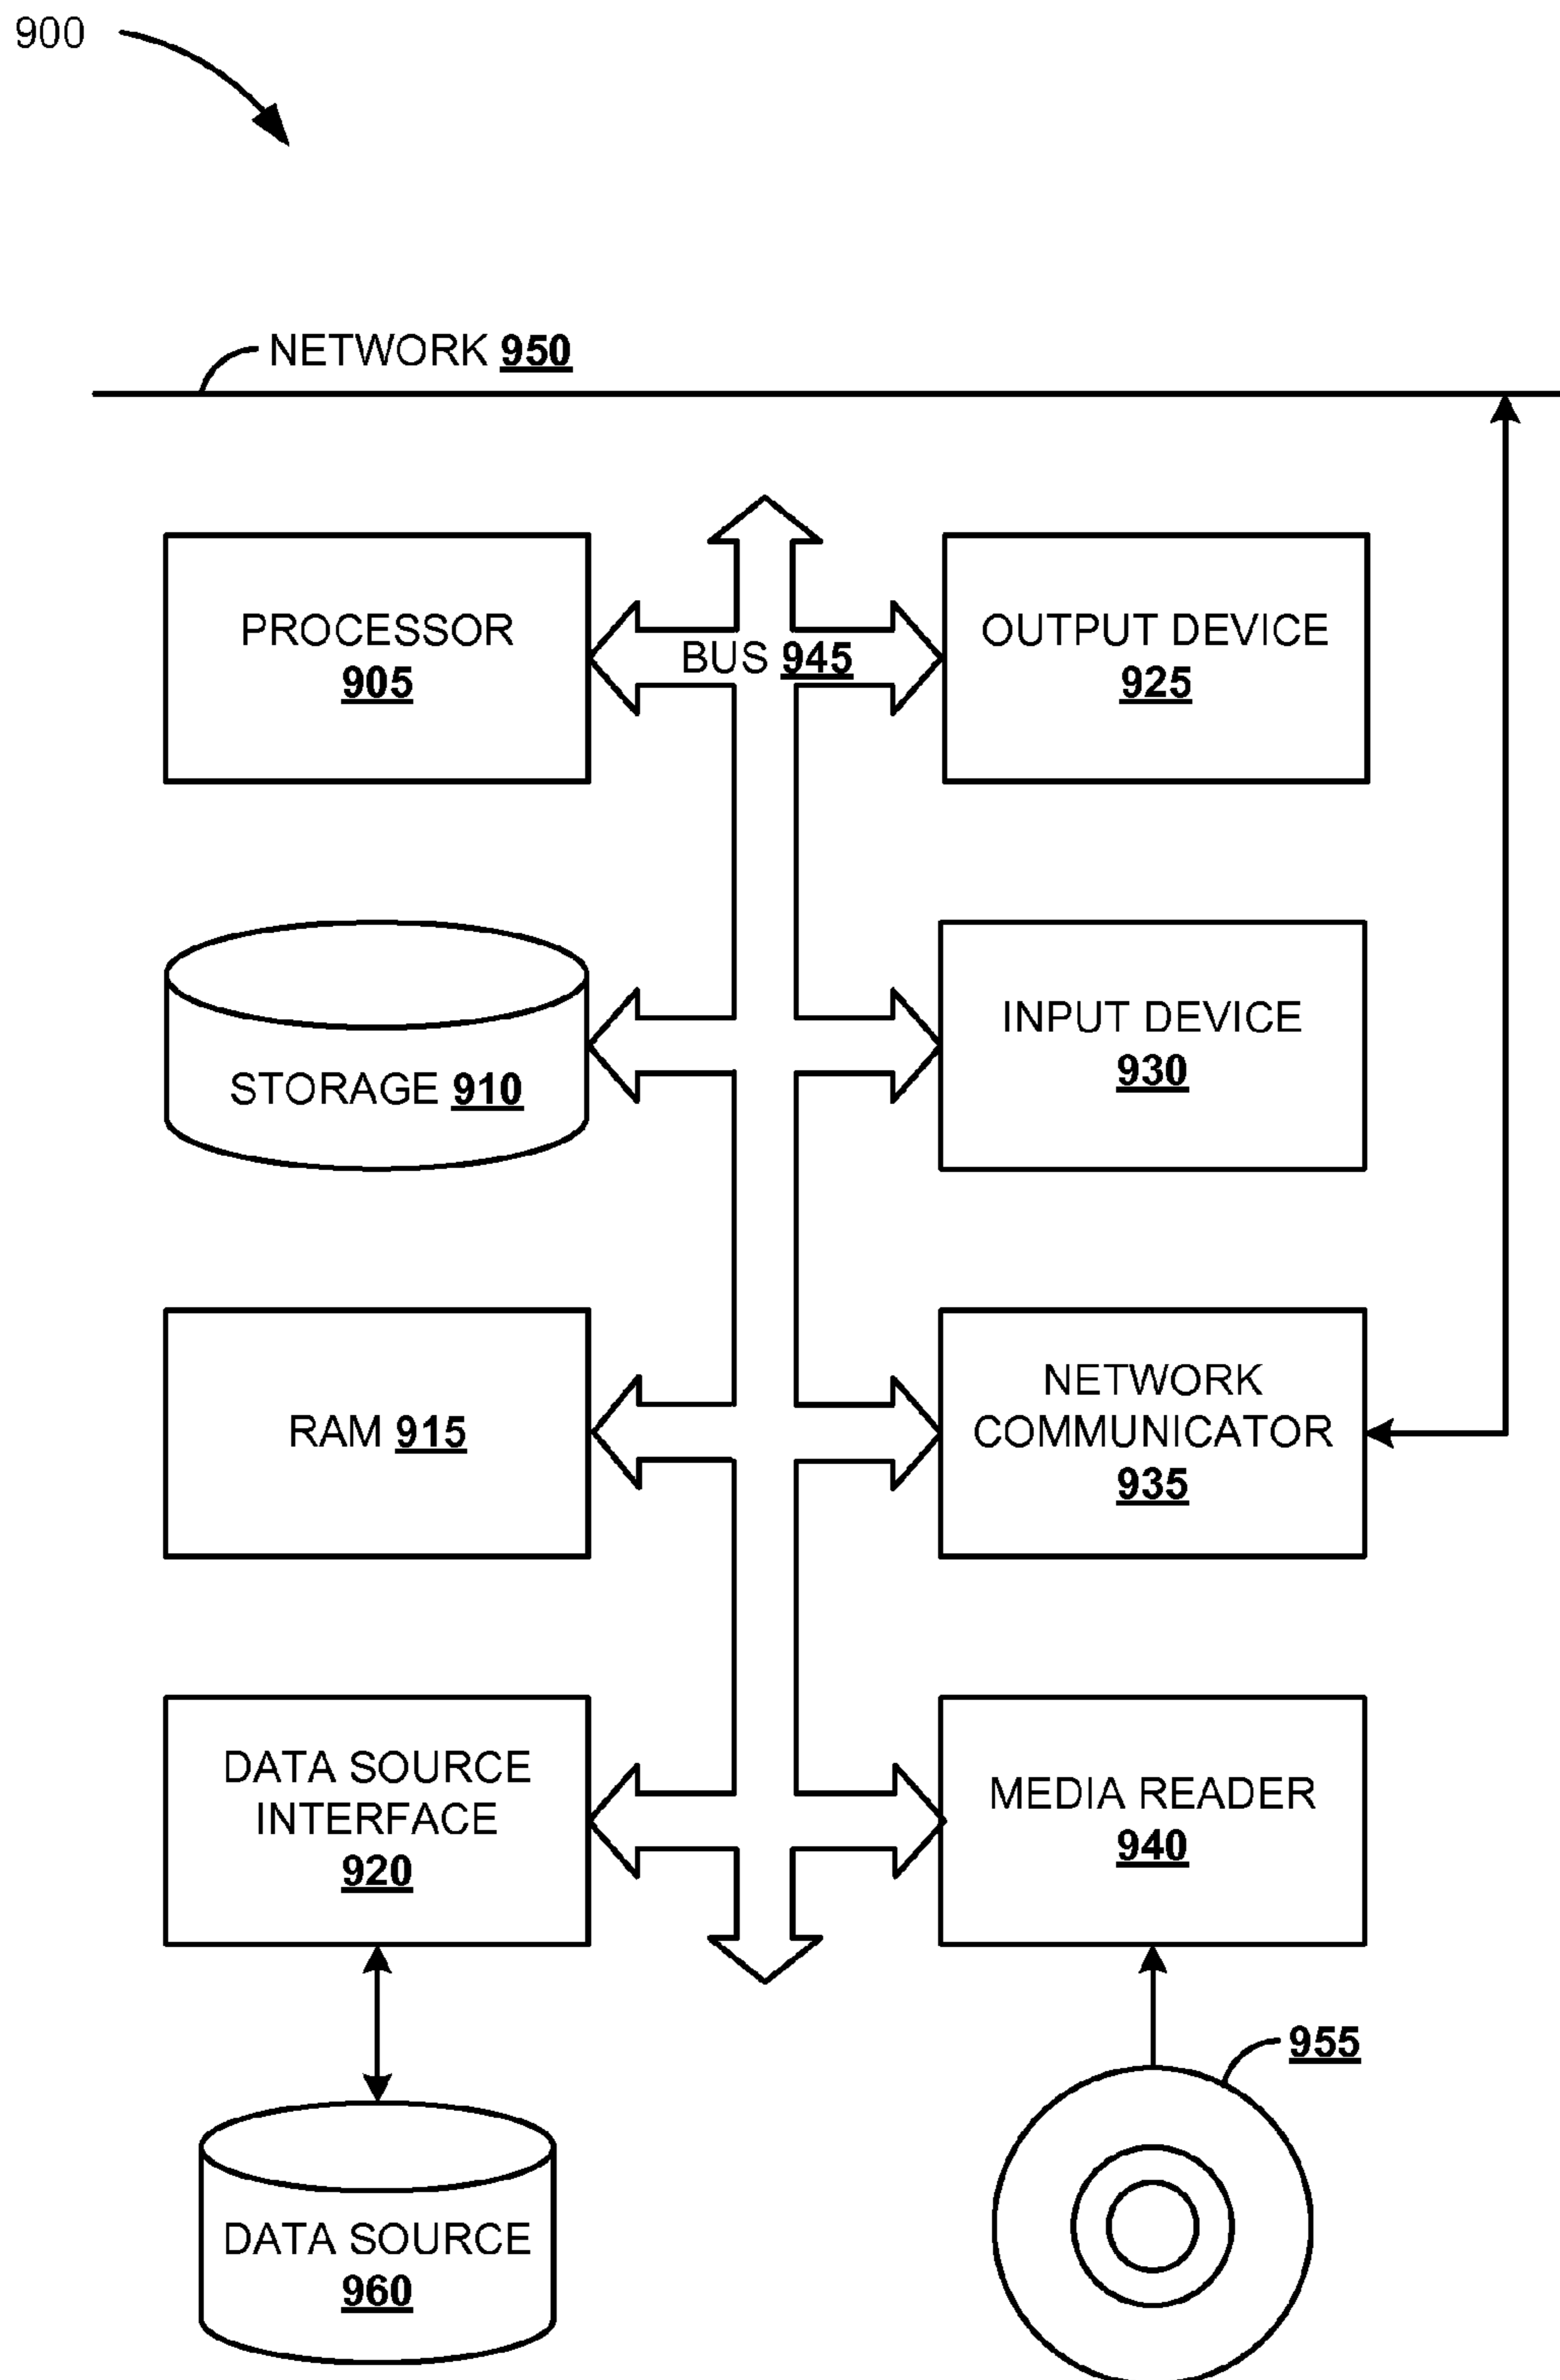 900
NETWORK 950
PROCESSOR
905
BUS 945
OUTPUT DEVICE
925
STORAGE 910
INPUT DEVICE
930
RAM 915
NETWORK
COMMUNICATOR
935
DATA SOURCE
INTERFACE
920
MEDIA READER
940
955
DATA SOURCE
960